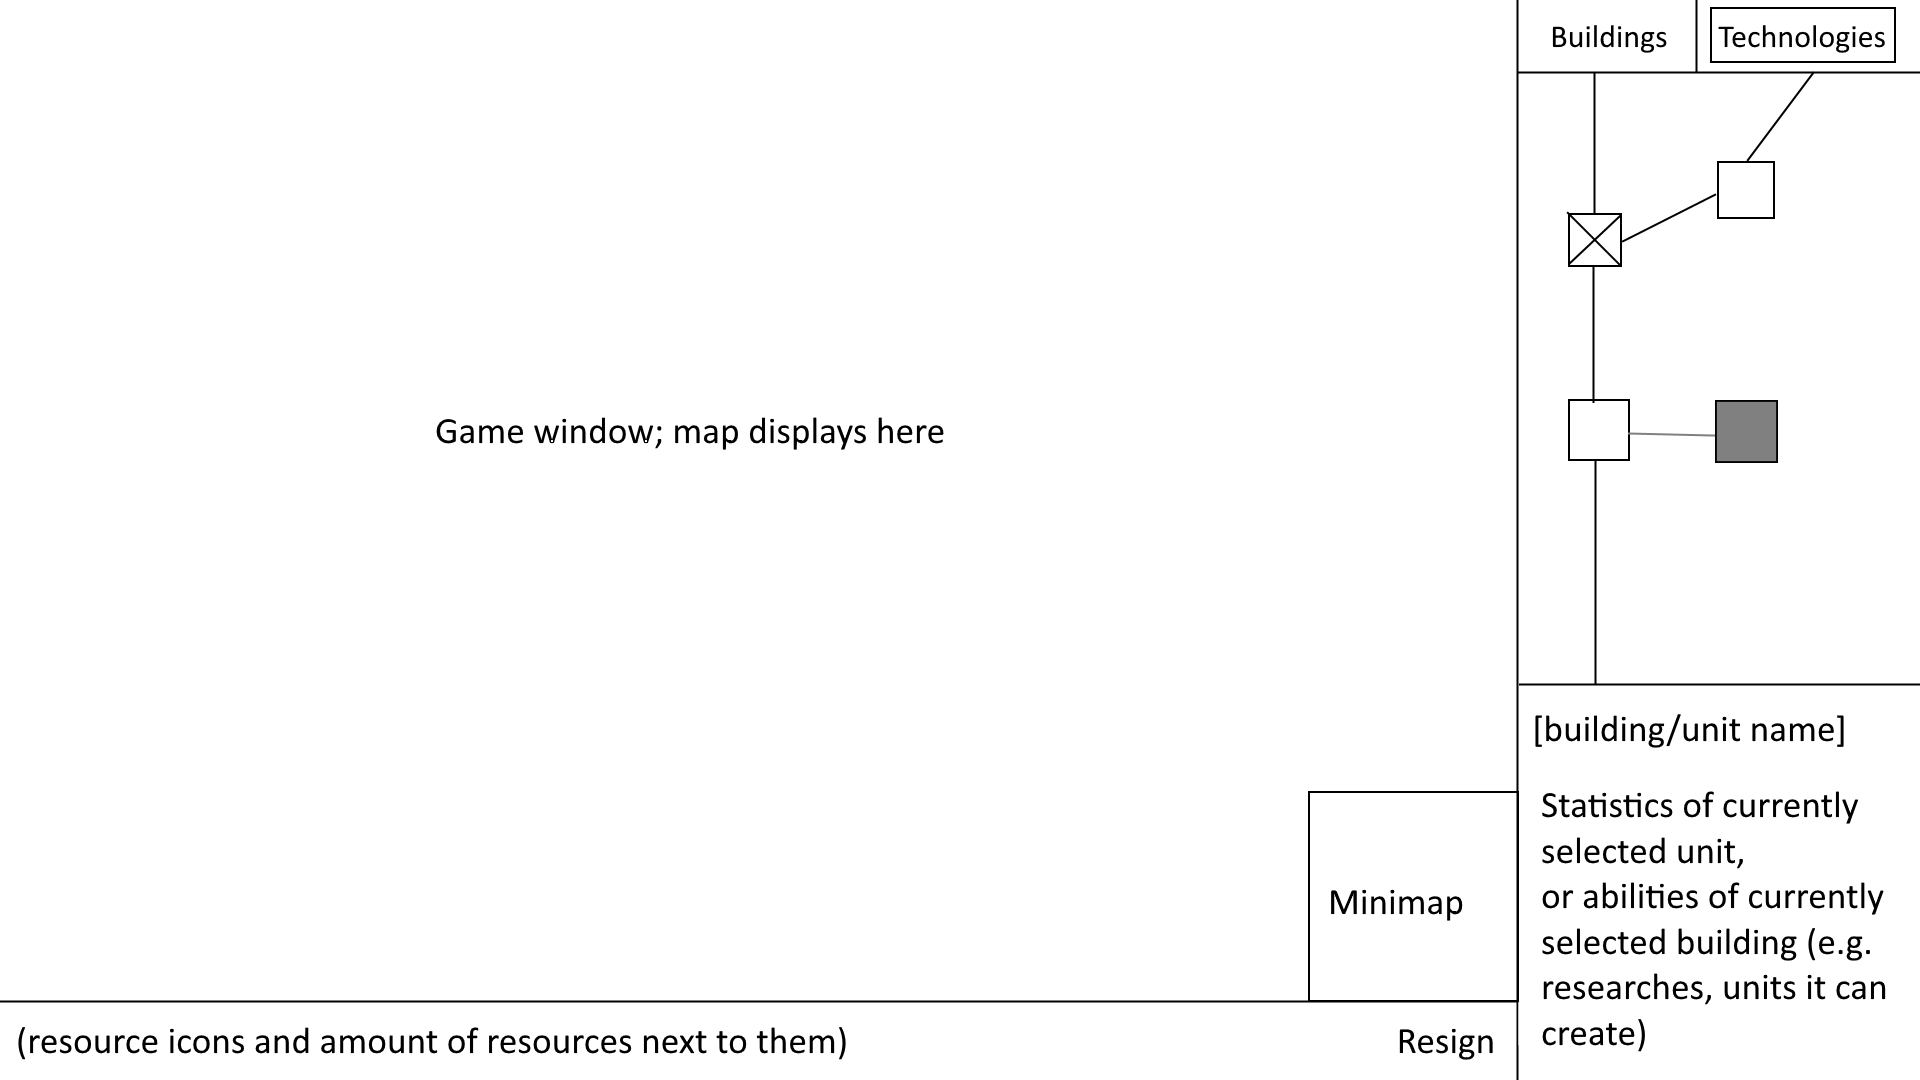 Buildings
Technologies
Game window; map displays here
[building/unit name]
Statistics of currently
selected unit,
or abilities of currently
selected building (e.g.
researches, units it can
create)
Minimap
(resource icons and amount of resources next to them)
Resign